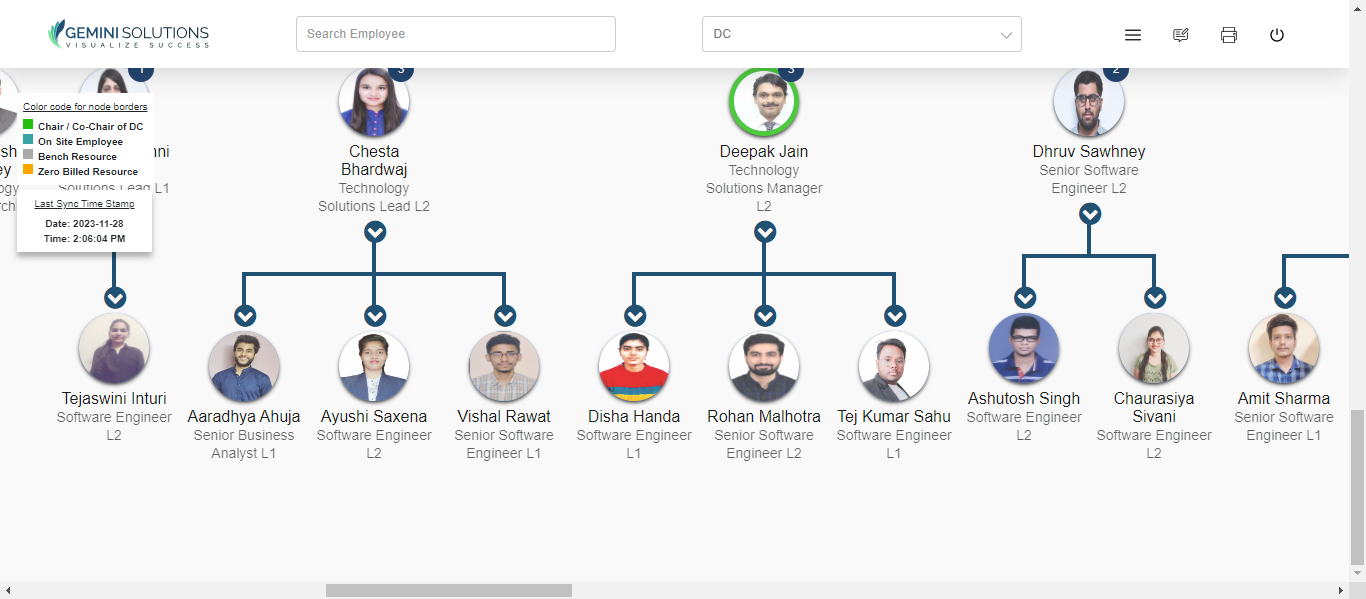 GEMINI SOLUTIONS
VISUALIZE SUCCESS
Search Employee
DC
1
3
3
2
Color code for node borders
Chair / Co-Chair of DC
On Site Employee
Bench Resource
Zero Billed Resource
Last Sync Time Stamp
Date: 2023-11-28
Time: 2:06:04 PM
Solutions Lead L1
Chesta
Bhardwaj
Technology
Solutions Lead L2
Deepak Jain
Technology
Solutions Manager
L2
Dhruv Sawhney
Senior Software
Engineer L2
Tejaswini Inturi
Software Engineer
L2
Aaradhya Ahuja
Senior Business
Analyst L1
Ayushi Saxena
Software Engineer
L2
Vishal Rawat
Senior Software
Engineer L1
Disha Handa
Software Engineer
L1
Rohan Malhotra
Senior Software
Engineer L2
Tej Kumar Sahu
Software Engineer
L1
Ashutosh Singh
Software Engineer
L2
Chaurasiya
Sivani
Software Engineer
L2
Amit Sharma
Senior Software
Engineer L1